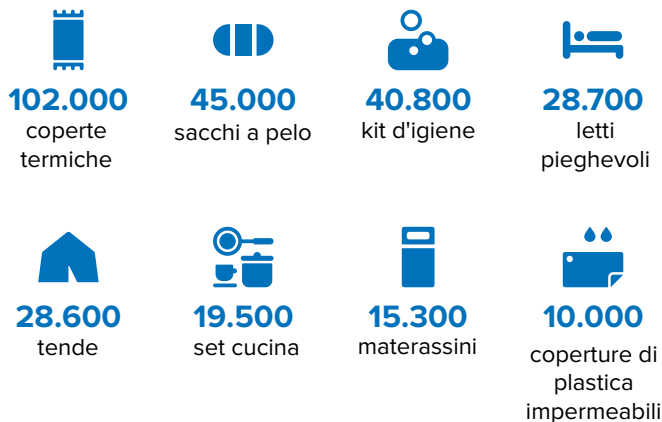 102.000
coperte
termiche
45.000
sacchi a pelo
40.800
kit d'igiene
28.700
letti
pieghevoli
28.600
tende
19.500
set cucina
15.300
materassini
10.000
coperture di
plastica
impermeabili